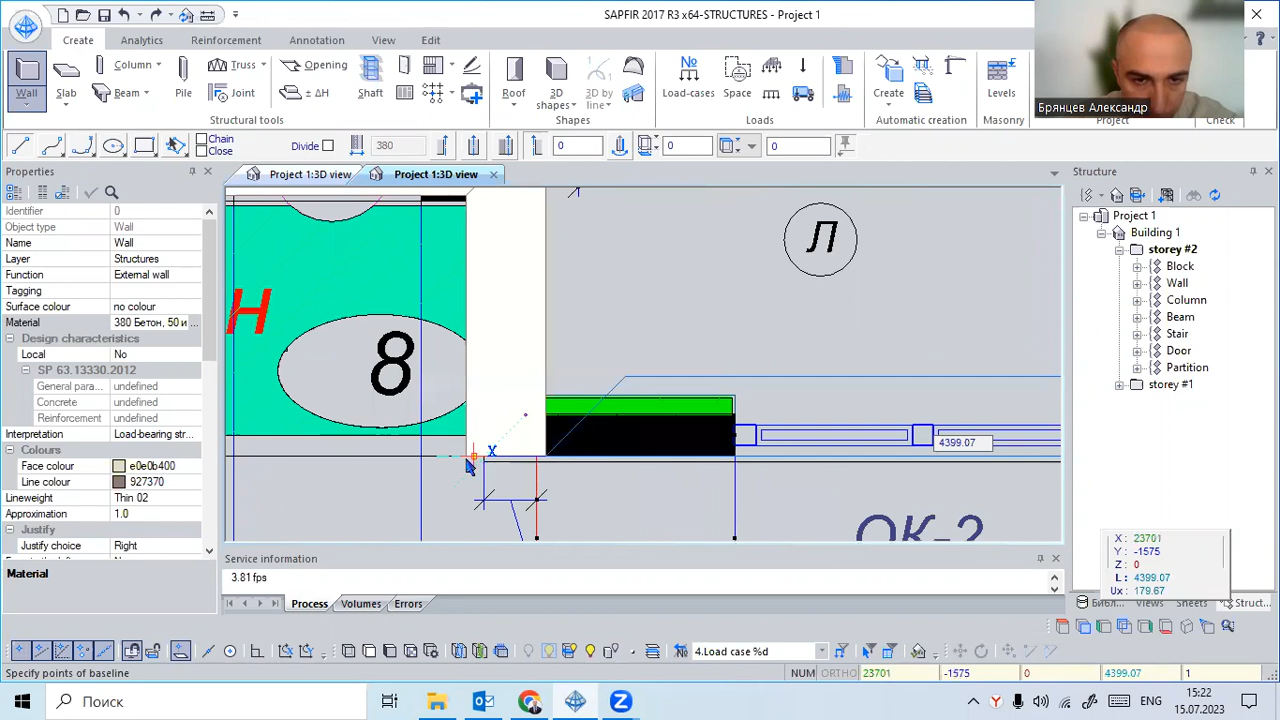 SAPFIR 2017 R3 x64-STRUCTURES - Project 1
Create Analytics Reinforcement Annotation View Edit
Wall Slab Column Beam Pile Truss Joint Shaft Opening ± ΔH Roof 3D shapes 3D by line Load-cases Space Create Levels
Structural tools Shapes Loads Automatic creation Masonry Project Check
Брянцев Александр
Chain
Close
Divide 380 0 0 0
Properties
Project 1:3D view Project 1:3D view
Structure
Identifier 0
Object type Wall
Name Wall
Layer Structures
Function External wall
Tagging
Surface colour no colour
Material 380 Бетон, 50 и ...
Design characteristics
Local No
SP 63.13330.2012
General para... undefined
Concrete undefined
Reinforcement undefined
Interpretation Load-bearing str...
Colours
Face colour e0e0b400
Line colour 927370
Lineweight Thin 02
Approximation 1.0
Justify
Justify choice Right
Material
Н
8
Л
X
4399.07
ОК-2
Project 1
Building 1
storey #2
Block
Wall
Column
Beam
Stair
Door
Partition
storey #1
X: 23701
Y: -1575
Z: 0
L: 4399.07
Ux: 179.67
Service information
3.81 fps
Process Volumes Errors
Библ... Views Sheets Struct...
4.Load case %d
Specify points of baseline
NUM ORTHO 23701 -1575 0 4399.07 1
Поиск
ENG
15:22
15.07.2023